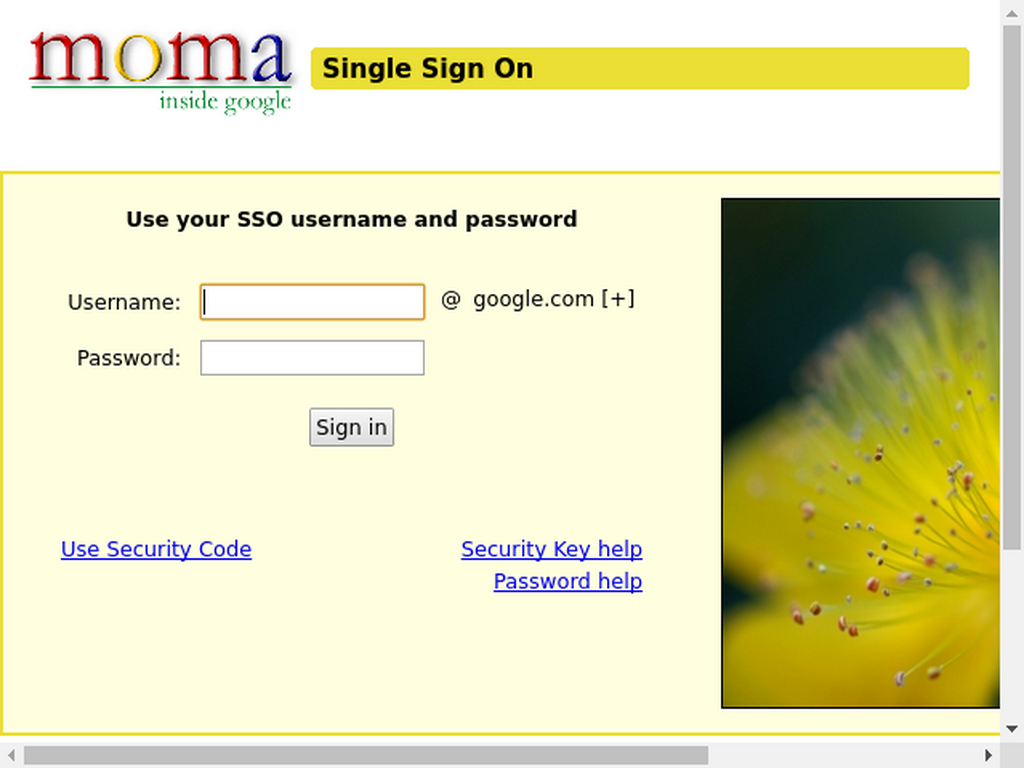 moma
inside google
Single Sign On
Use your SSO username and password
Username: @ google.com [+]
Password:
Sign in
Use Security Code
Security Key help
Password help